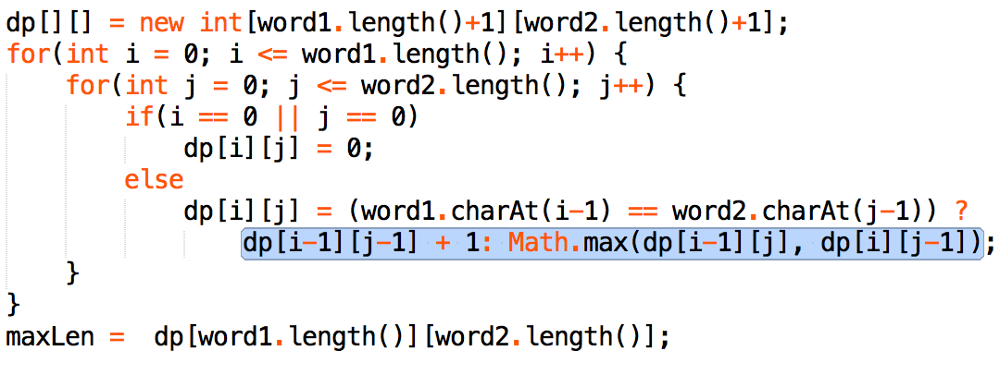 dp[][] = new int[word1.length()+1][word2.length()+1];
for(int i = 0; i <= word1.length(); i++) {
    for(int j = 0; j <= word2.length(); j++) {
        if(i == 0 || j == 0)
            dp[i][j] = 0;
        else
            dp[i][j] = (word1.charAt(i-1) == word2.charAt(j-1)) ?
                dp[i-1][j-1] + 1: Math.max(dp[i-1][j], dp[i][j-1]);
    }
}
maxLen =  dp[word1.length()][word2.length()];